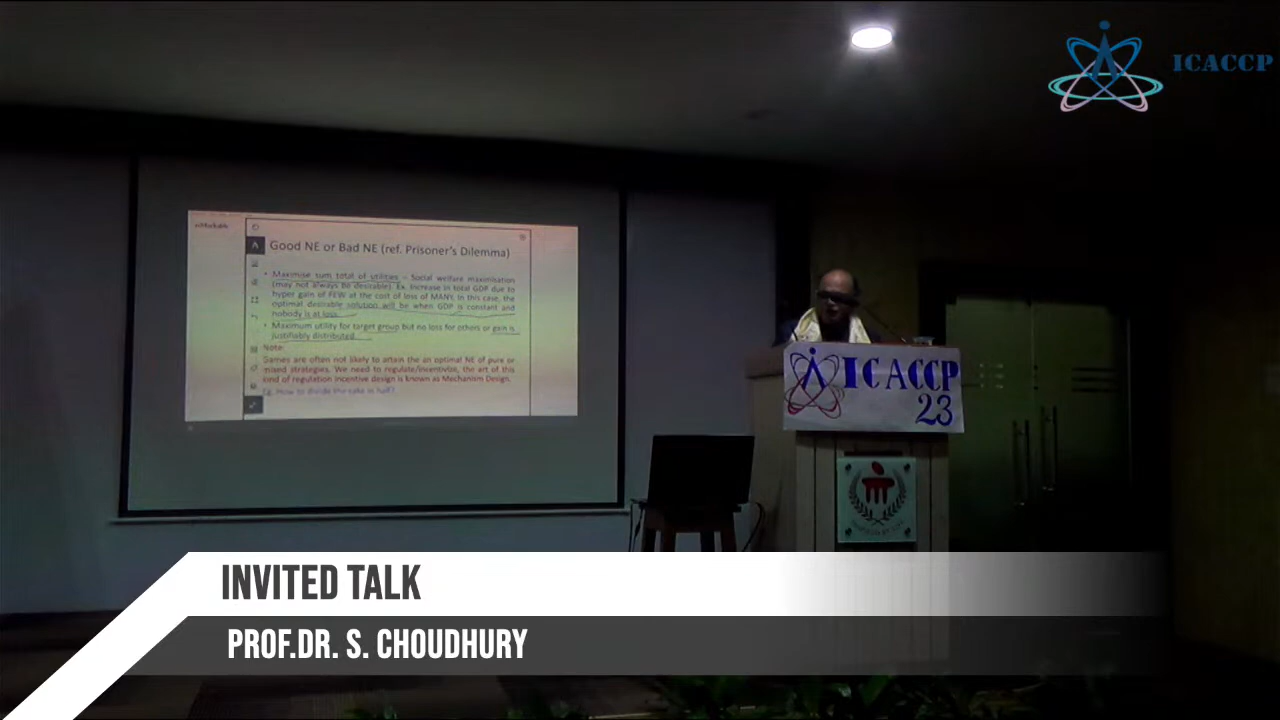 ICACCP
Good NE or Bad NE (ref. Prisoner's Dilemma)
• Maximise sum total of utilities – Social welfare maximisation
(may not always be desirable). Ex. Increase in total GDP due to
hyper gain of FEW at the cost of loss of MANY. In this case, the
optimal desirable solution will be when GDP is constant and
nobody is at loss.
• Maximum utility for target group but no loss for others or gain is
justifiably distributed.
Note:
Games are often not likely to attain the an optimal NE of pure or
mixed strategies. We need to regulate/incentivize, the art of this
kind of regulation incentive design is known as Mechanism Design.
Eg. How to divide the cake in half?
ICACCP
23
INVITED TALK
PROF.DR. S. CHOUDHURY